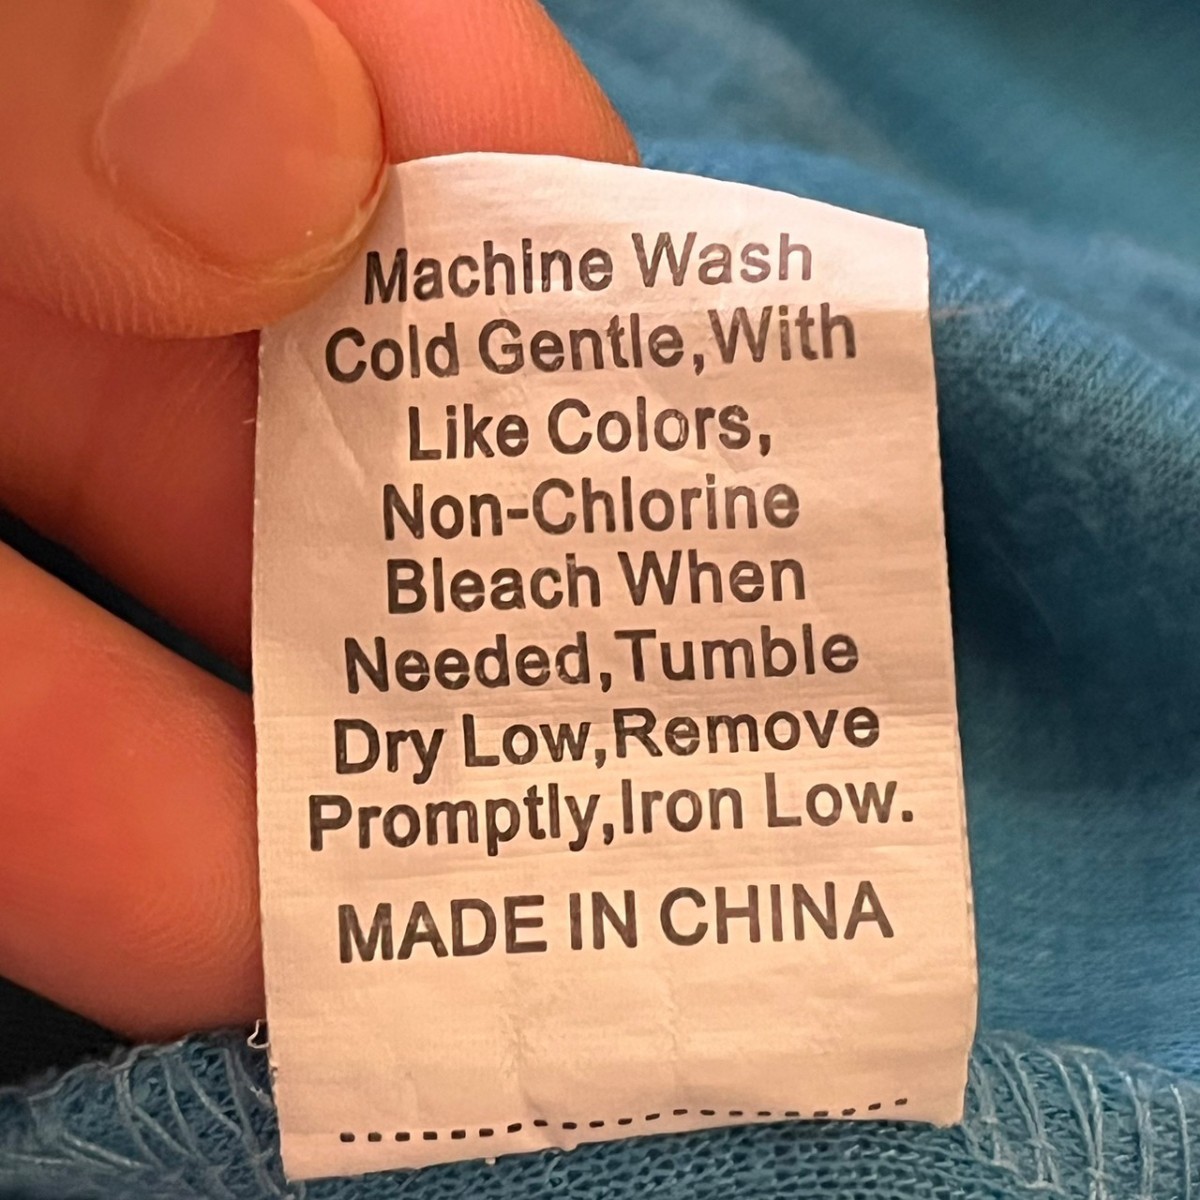 Machine Wash
Cold Gentle,With
Like Colors,
Non-Chlorine
Bleach When
Needed,Tumble
Dry Low,Remove
Promptly,Iron Low.
MADE IN CHINA